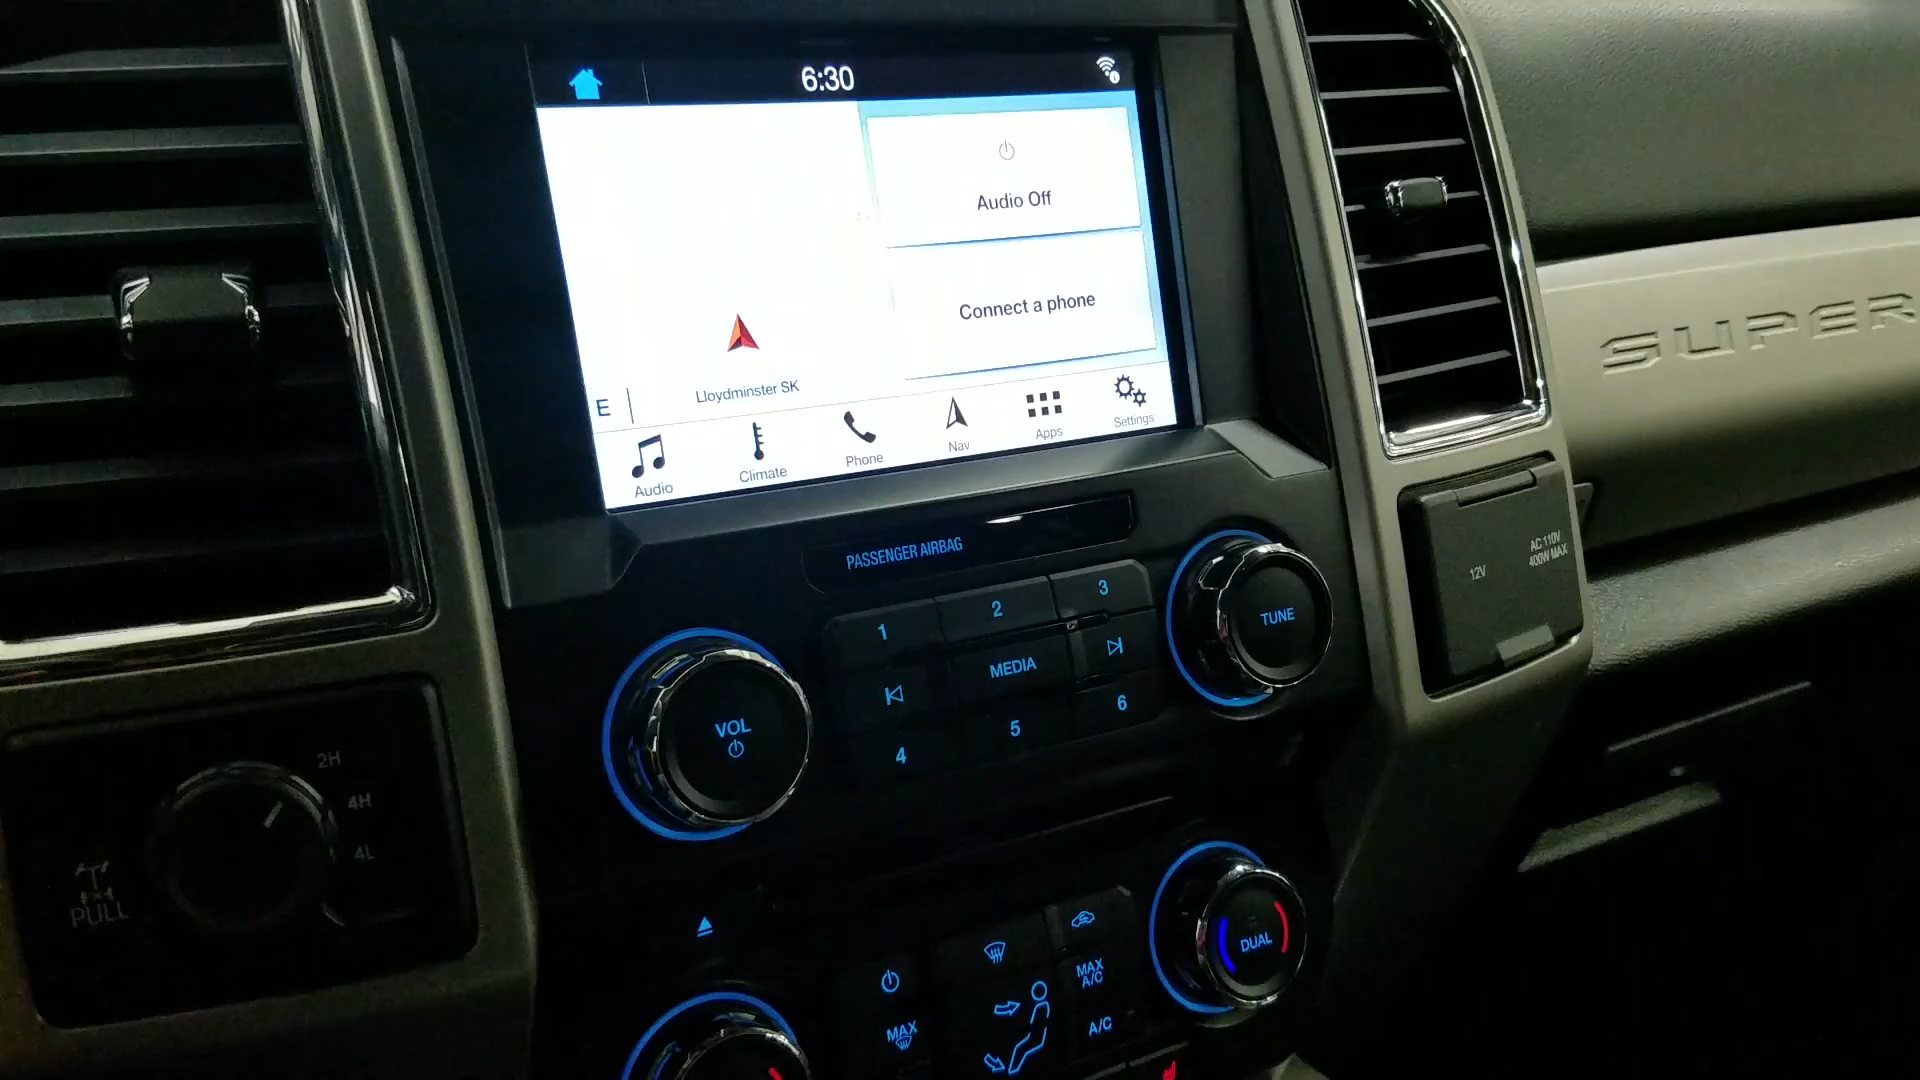 6:30
Audio Off
Connect a phone
Lloydminster SK
E
Audio
Climate
Phone
Nav
Apps
Settings
SUPER
PASSENGER AIRBAG
1
2
3
MEDIA
4
5
6
VOL
TUNE
12V
AC 110V
400W MAX
2H
4H
4L
PULL
MAX
MAX
A/C
A/C
DUAL